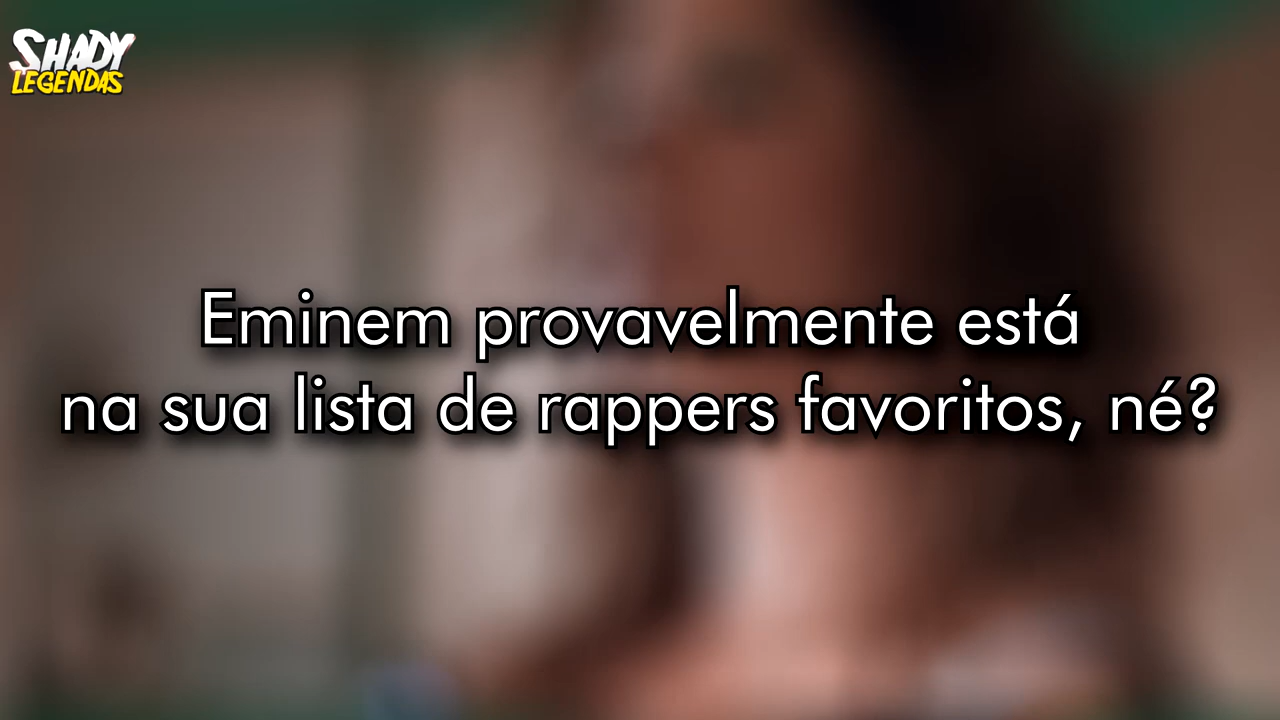 SHADY
LEGENDAS
Eminem provavelmente está
na sua lista de rappers favoritos, né?